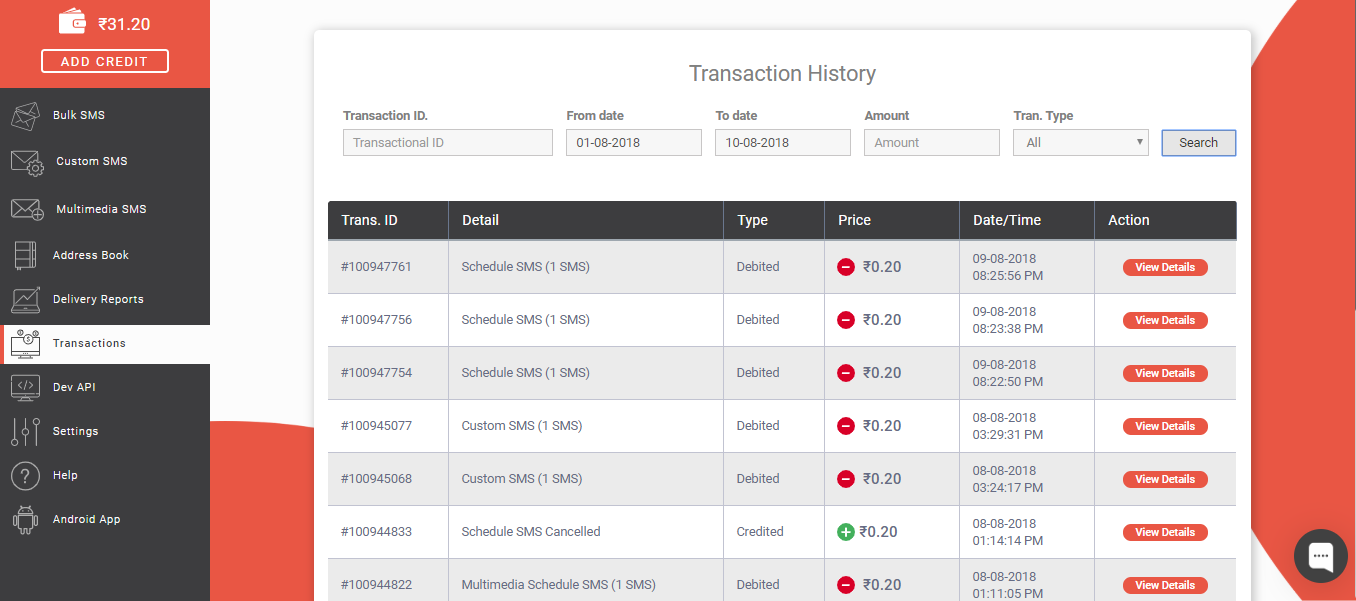 ₹31.20
ADD CREDIT
Bulk SMS
Custom SMS
Multimedia SMS
Address Book
Delivery Reports
Transactions
Dev API
Settings
Help
Android App
Transaction History
Transaction ID. From date To date Amount Tran. Type
Transactional ID 01-08-2018 10-08-2018 Amount All Search
Trans. ID Detail Type Price Date/Time Action
#100947761 Schedule SMS (1 SMS) Debited ₹0.20 09-08-2018 08:25:56 PM View Details
#100947756 Schedule SMS (1 SMS) Debited ₹0.20 09-08-2018 08:23:38 PM View Details
#100947754 Schedule SMS (1 SMS) Debited ₹0.20 09-08-2018 08:22:50 PM View Details
#100945077 Custom SMS (1 SMS) Debited ₹0.20 08-08-2018 03:29:31 PM View Details
#100945068 Custom SMS (1 SMS) Debited ₹0.20 08-08-2018 03:24:17 PM View Details
#100944833 Schedule SMS Cancelled Credited ₹0.20 08-08-2018 01:14:14 PM View Details
#100944822 Multimedia Schedule SMS (1 SMS) Debited ₹0.20 08-08-2018 01:11:05 PM View Details